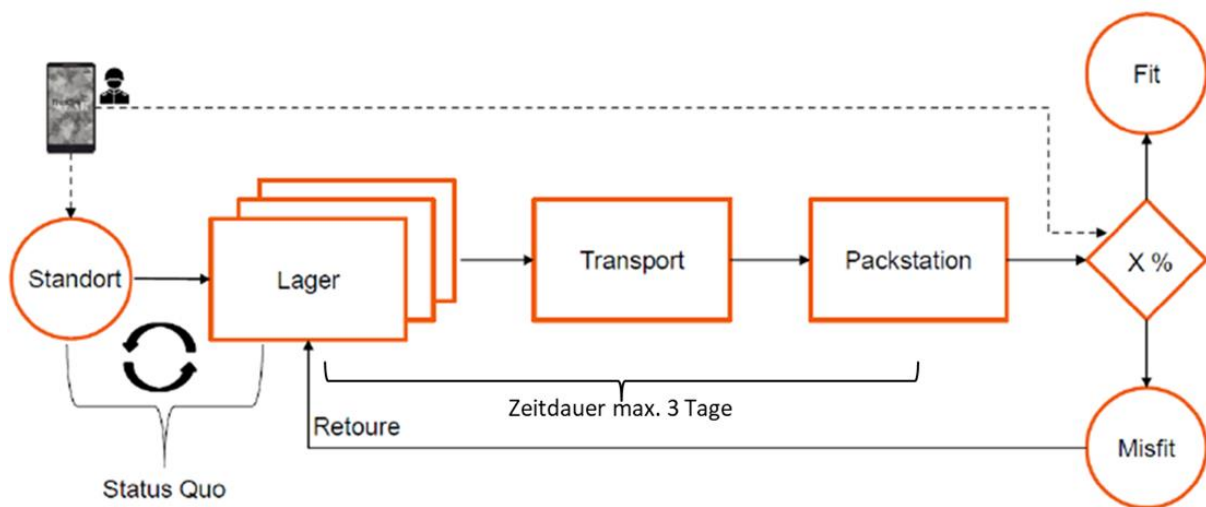 Fit
Standort
Lager
Transport
Packstation
X %
Zeitdauer max. 3 Tage
Retoure
Misfit
Status Quo